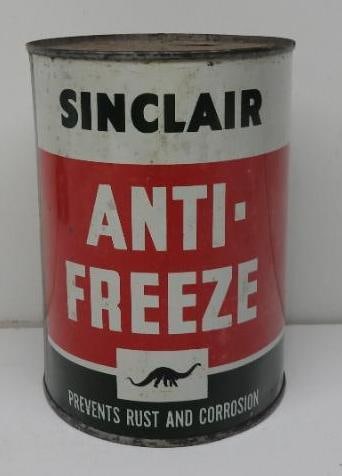 SINCLAIR
ANTI-
FREEZE
PREVENTS RUST AND CORROSION